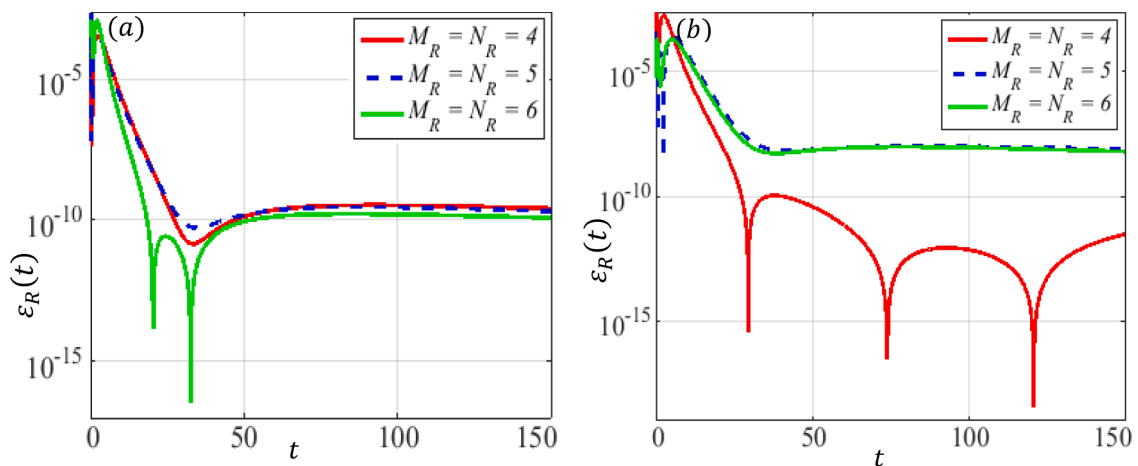 (a)
M_R = N_R = 4
M_R = N_R = 5
M_R = N_R = 6
10^-5
10^-10
10^-15
ε_R(t)
0 50 100 150
t
(b)
M_R = N_R = 4
M_R = N_R = 5
M_R = N_R = 6
10^-5
10^-10
10^-15
ε_R(t)
0 50 100 150
t